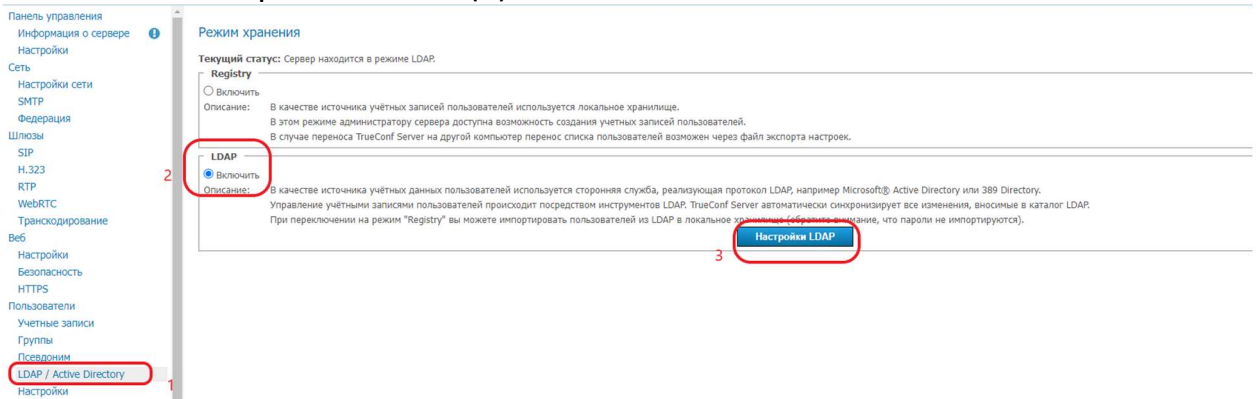 Панель управления
Информация о сервере
Настройки
Сеть
Настройки сети
SMTP
Федерация
Шлюзы
SIP
H.323
RTP
WebRTC
Транскодирование
Веб
Настройки
Безопасность
HTTPS
Пользователи
Учетные записи
Группы
Псевдоним
LDAP / Active Directory
1
Настройки
Режим хранения
Текущий статус: Сервер находится в режиме LDAP.
Registry
Включить
Описание: В качестве источника учётных записей пользователей используется локальное хранилище.
В этом режиме администратору сервера доступна возможность создания учетных записей пользователей.
В случае переноса TrueConf Server на другой компьютер перенос списка пользователей возможен через файл экспорта настроек.
LDAP
2
Включить
Описание: В качестве источника учётных данных пользователей используется сторонняя служба, реализующая протокол LDAP, например Microsoft® Active Directory или 389 Directory.
Управление учётными записями пользователей происходит посредством инструментов LDAP. TrueConf Server автоматически синхронизирует все изменения, вносимые в каталог LDAP.
При переключении на режим "Registry" вы можете импортировать пользователей из LDAP в локальное хранилище (обратите внимание, что пароли не импортируются).
Настройки LDAP
3